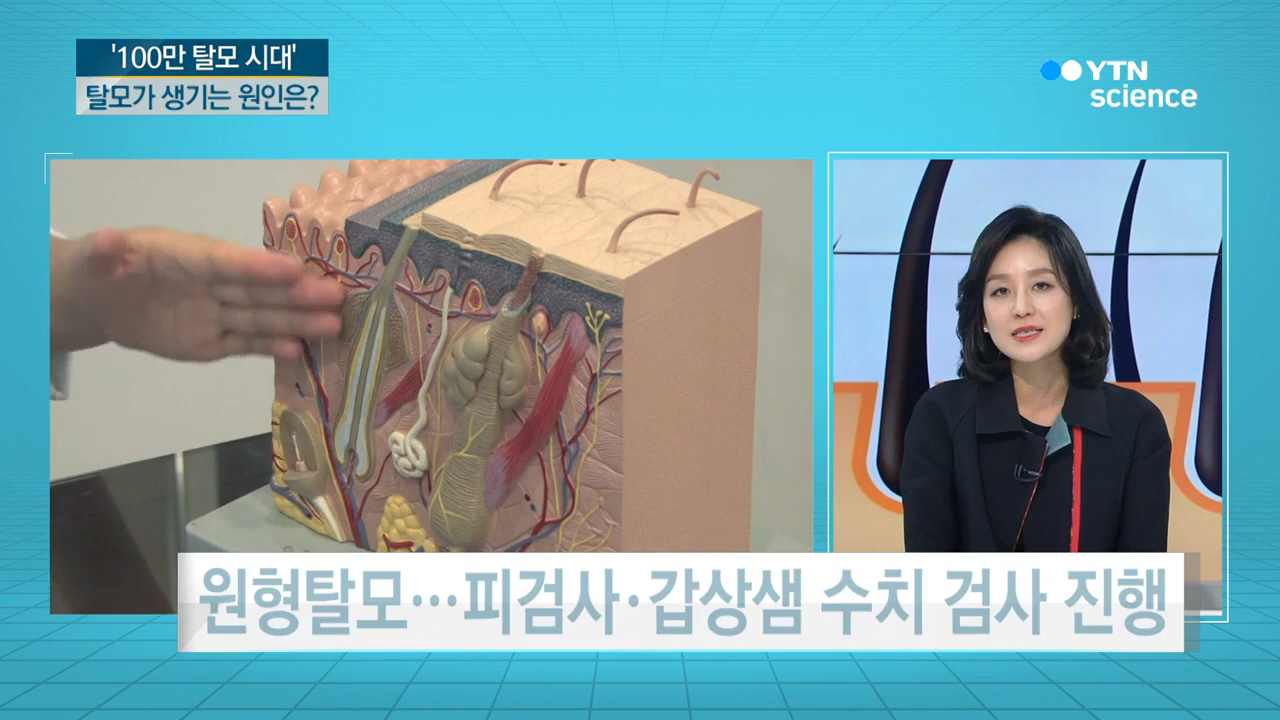 '100만 탈모 시대'
탈모가 생기는 원인은?
YTN
science
원형탈모…피검사·갑상샘 수치 검사 진행